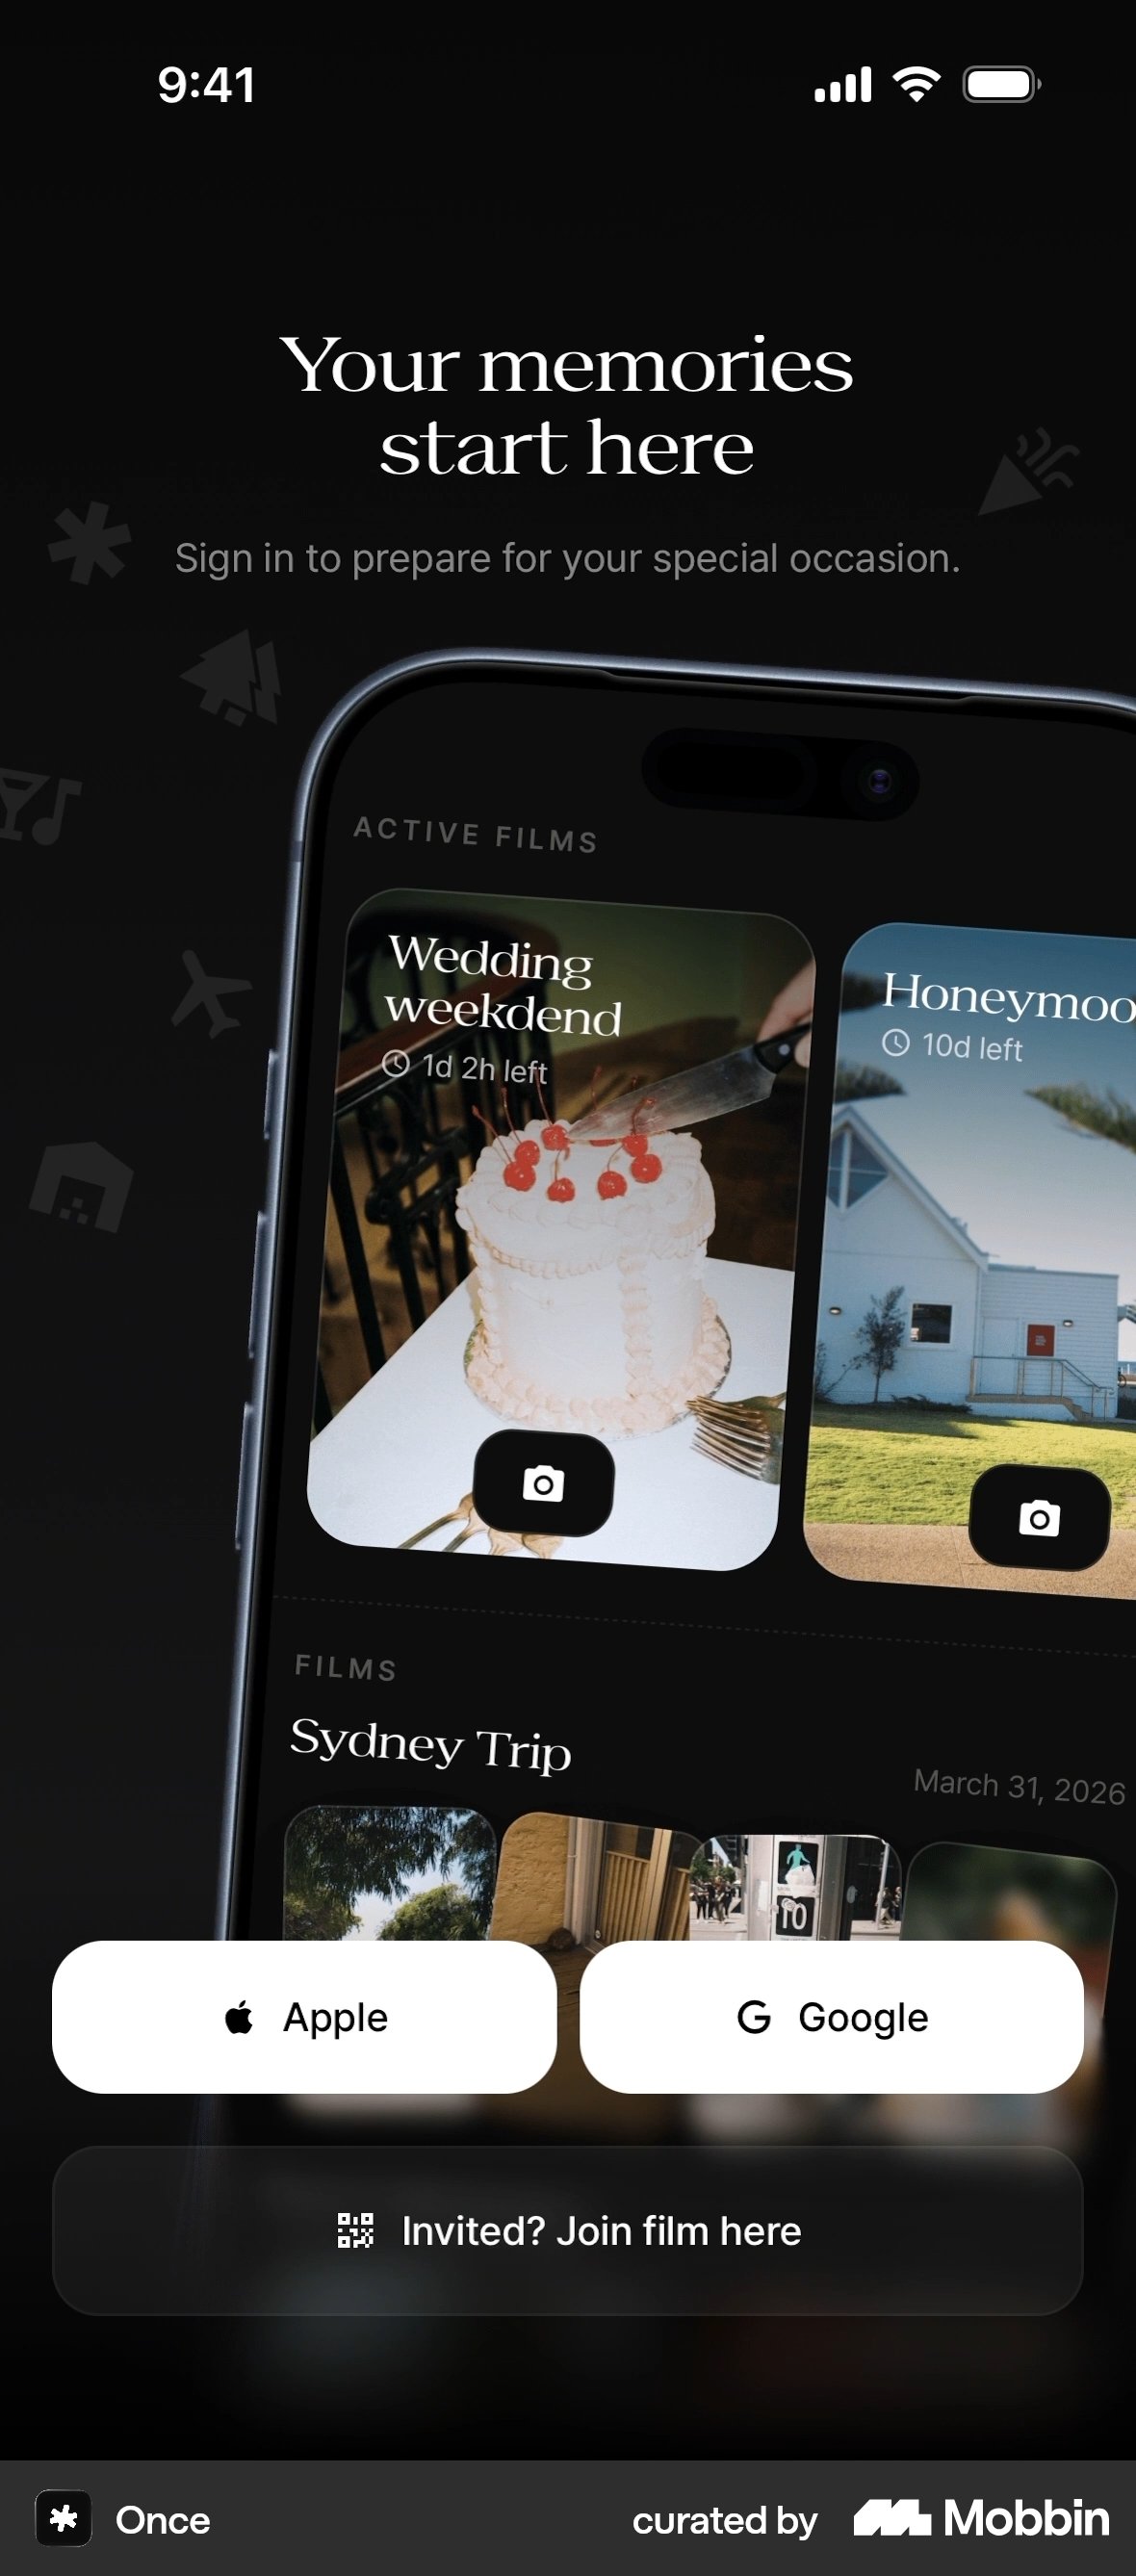 9:41
Your memories
start here
Sign in to prepare for your special occasion.
ACTIVE FILMS
Wedding
weekdend
1d 2h left
Honeymoo
10d left
FILMS
Sydney Trip
March 31, 2026
10
Apple
Google
Invited? Join film here
Once
curated by Mobbin